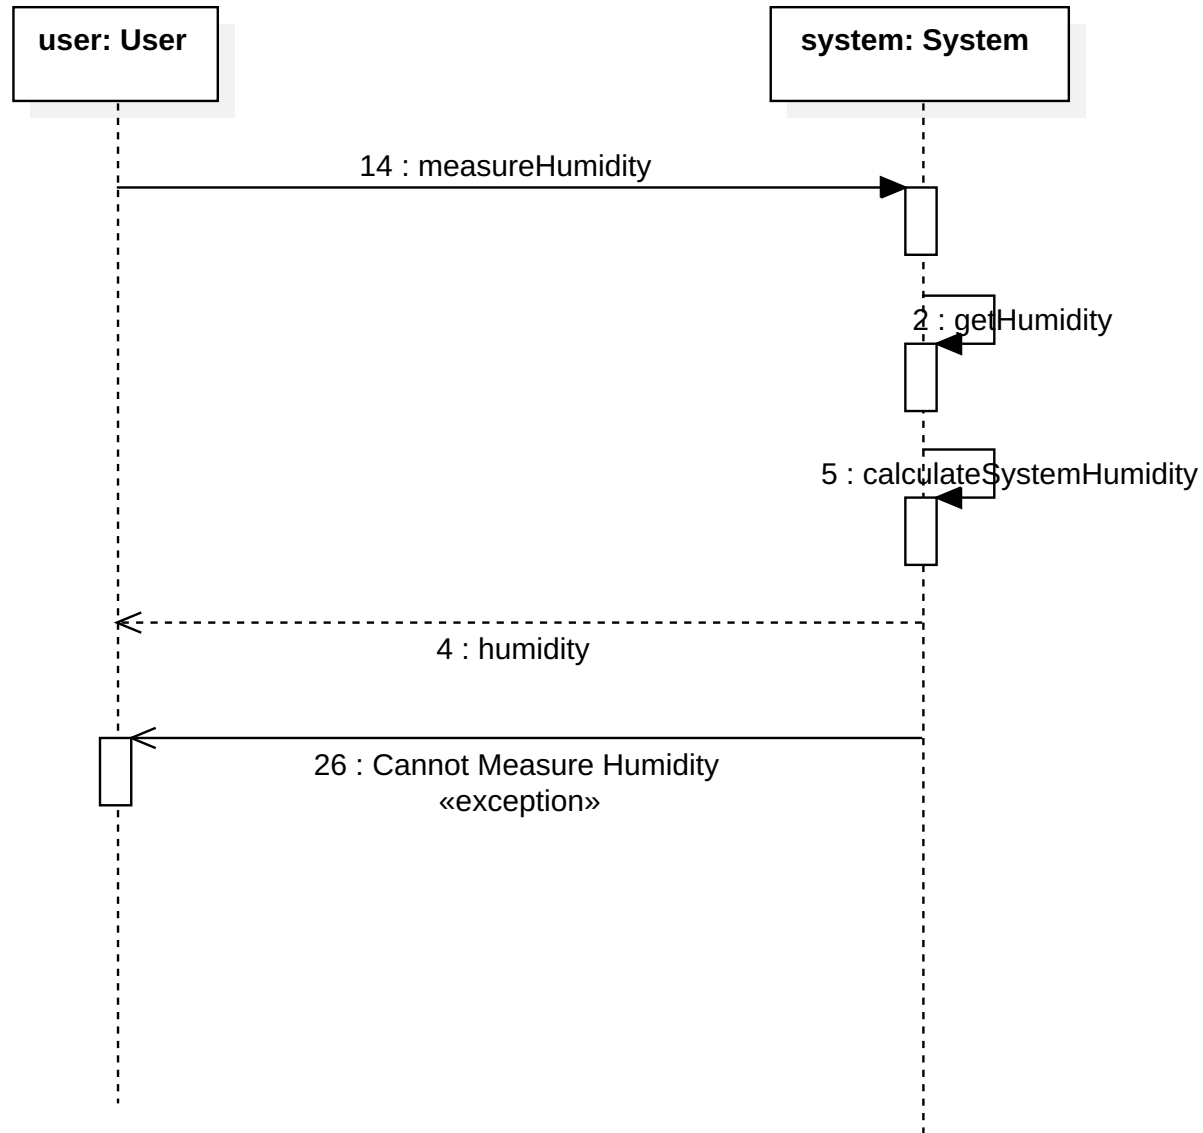 user: User
system: System
14 : measureHumidity
2 : getHumidity
5 : calculateSystemHumidity
4 : humidity
26 : Cannot Measure Humidity
«exception»